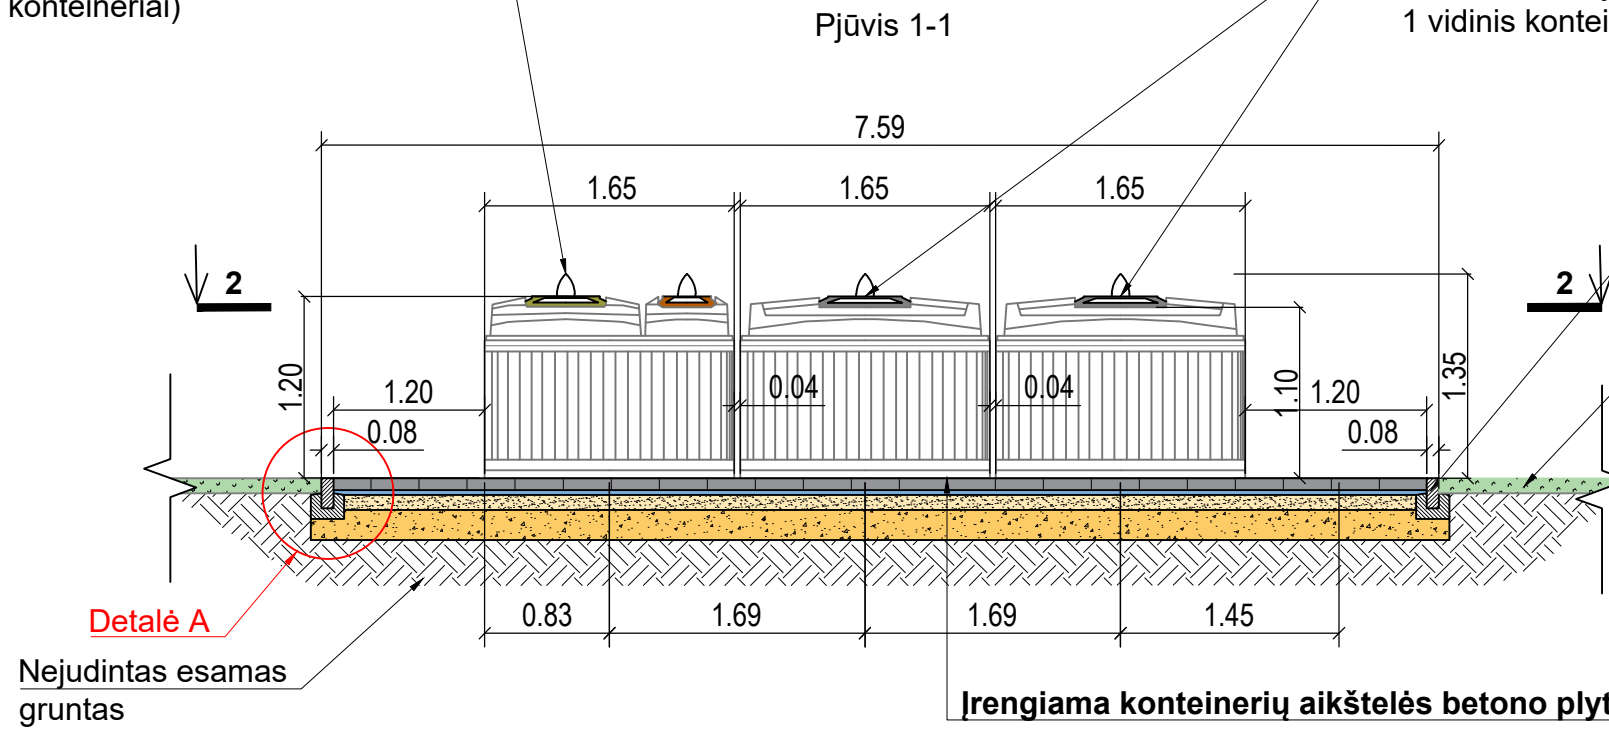 konteineriai)
Pjūvis 1-1
1 vidinis kontei
7.59
1.65 1.65 1.65
2 2
1.20 1.20 0.04 0.04 1.10 1.20 1.35
0.08 0.08
0.83 1.69 1.69 1.45
Detalė A
Nejudintas esamas
gruntas
Įrengiama konteinerių aikštelės betono plyt